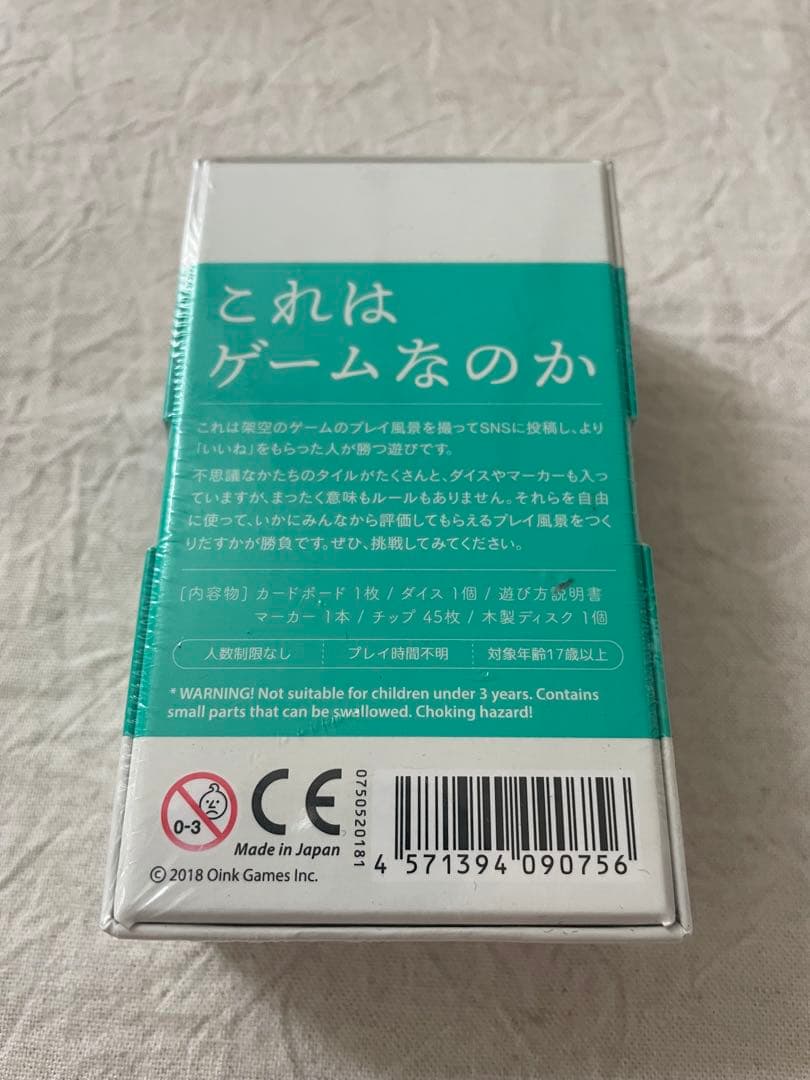 これは
ゲームなのか
これは架空のゲームのプレイ風景を撮ってSNSに投稿し、より
「いいね」をもらった人が勝つ遊びです。
不思議なかたちのタイルがたくさんと、ダイスやマーカーも入っ
ていますが、まったく意味もルールもありません。それらを自由
に使って、いかにみんなから評価してもらえるプレイ風景をつく
りだすかが勝負です。ぜひ、挑戦してみてください。
[内容物] カードボード 1枚 / ダイス 1個 / 遊び方説明書
マーカー 1本 / チップ 45枚 / 木製ディスク 1個
人数制限なし プレイ時間不明 対象年齢17歳以上
* WARNING! Not suitable for children under 3 years. Contains
small parts that can be swallowed. Choking hazard!
0-3
CE
Made in Japan
© 2018 Oink Games Inc.
0750520181
4 571394 090756